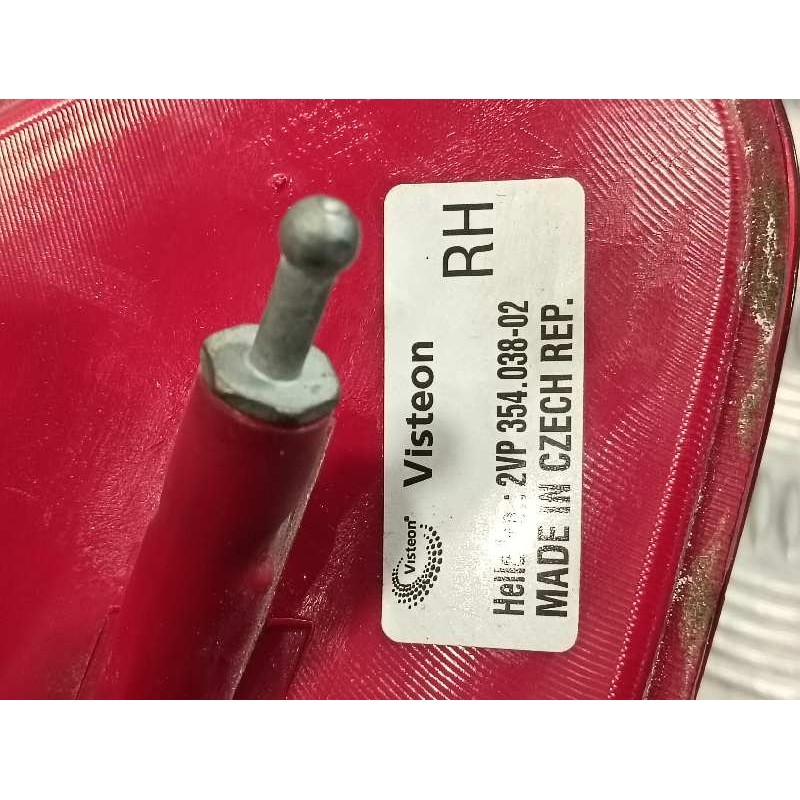 Visteon®
Visteon
RH
2VP 354.038-02
MADE IN CZECH REP.